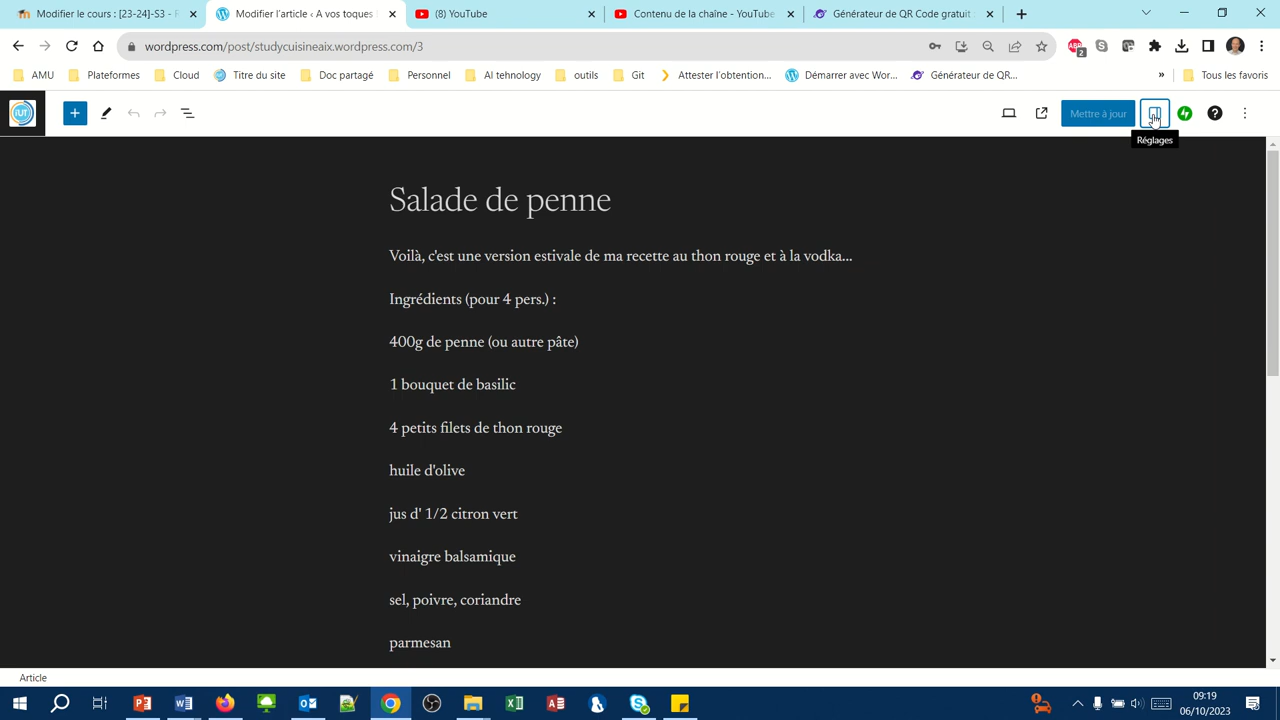 Modifier le cours : [23-24]-S3 - R
Modifier l'article ‹ A vos toques !
(8) YouTube
Contenu de la chaîne - YouTube
Générateur de QR Code gratuit
wordpress.com/post/studycuisineaix.wordpress.com/3
ABP
2
AMU
Plateformes
Cloud
Titre du site
Doc partagé
Personnel
AI tehnology
outils
Git
Attester l'obtention...
Démarrer avec Wor...
Générateur de QR...
»
Tous les favoris
IUT
Mettre à jour
Réglages
Salade de penne
Voilà, c'est une version estivale de ma recette au thon rouge et à la vodka...
Ingrédients (pour 4 pers.) :
400g de penne (ou autre pâte)
1 bouquet de basilic
4 petits filets de thon rouge
huile d'olive
jus d' 1/2 citron vert
vinaigre balsamique
sel, poivre, coriandre
parmesan
Article
09:19
06/10/2023